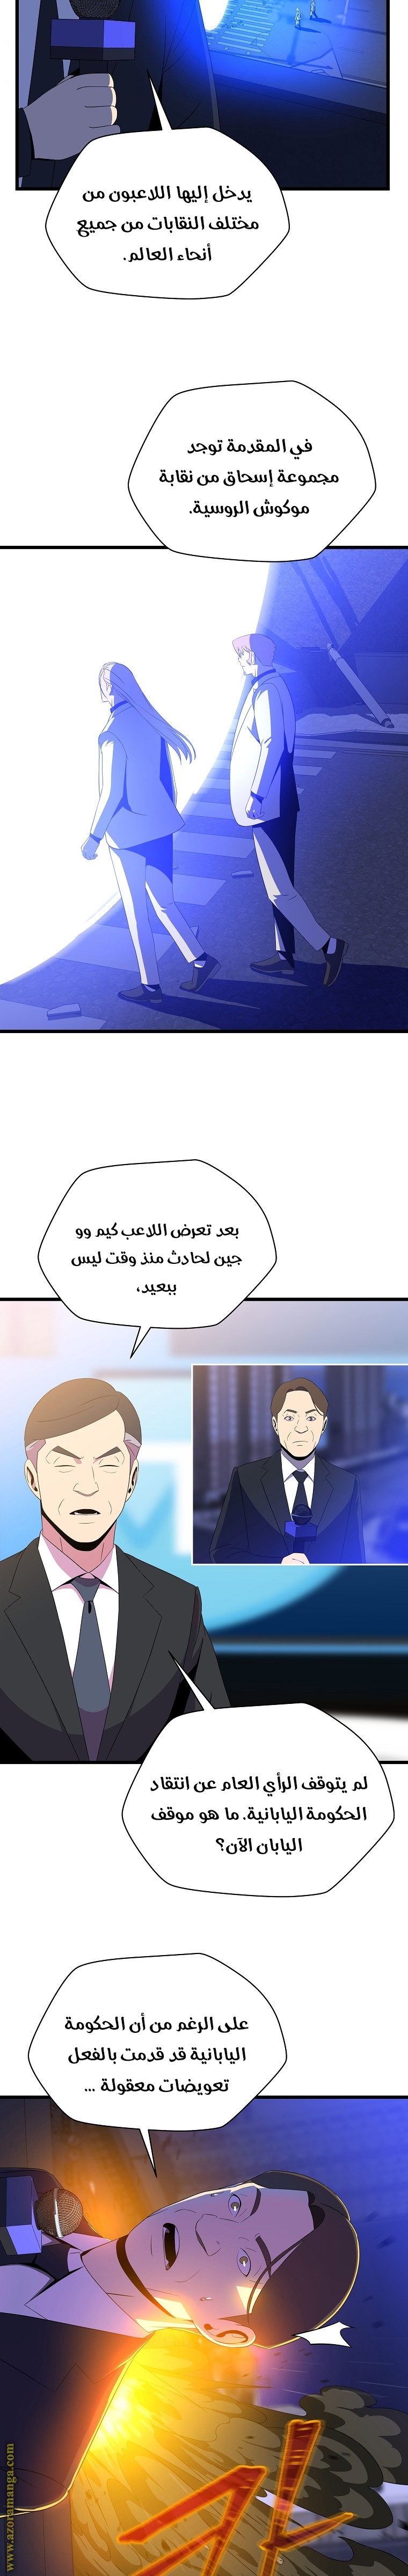 يدخل إليها اللاعبون من
مختلف النقابات من جميع
أنحاء العالم.
في المقدمة توجد
مجموعة إسحاق من نقابة
موكوش الروسية.
بعد تعرض اللاعب كيم وو
جين لحادث منذ وقت ليس
ببعيد،
لم يتوقف الرأي العام عن انتقاد
الحكومة اليابانية. ما هو موقف
اليابان الآن؟
على الرغم من أن الحكومة
اليابانية قد قدمت بالفعل
تعويضات معقولة ...
www.azoramanga.com